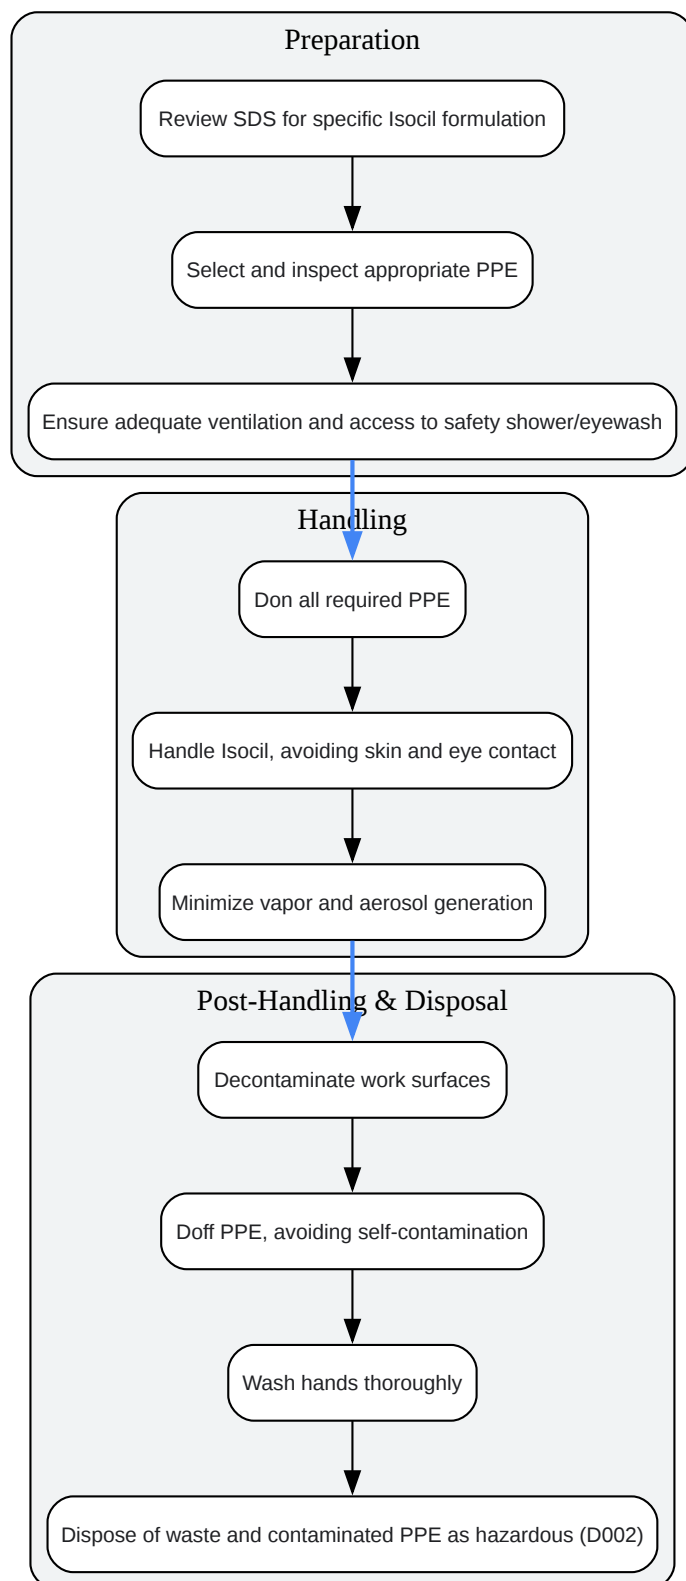 Preparation
Review SDS for specific Isocil formulation
Select and inspect appropriate PPE
Ensure adequate ventilation and access to safety shower/eyewash
Handling
Don all required PPE
Handle Isocil, avoiding skin and eye contact
Minimize vapor and aerosol generation
Post-Handling & Disposal
Decontaminate work surfaces
Doff PPE, avoiding self-contamination
Wash hands thoroughly
Dispose of waste and contaminated PPE as hazardous (D002)